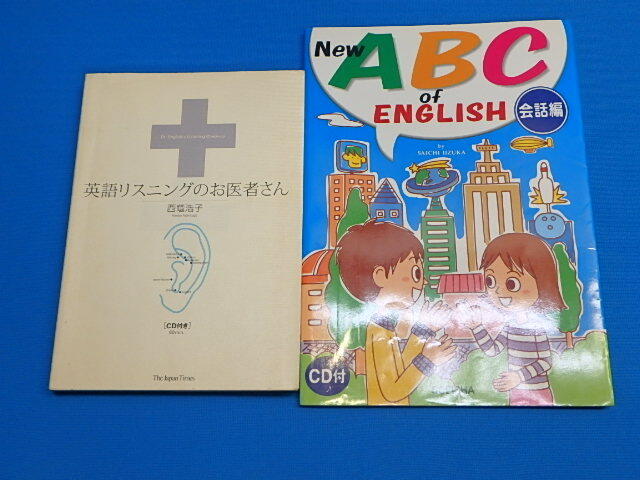 英語リスニングのお医者さん
西蔵浩子
[CD付き]
The Japan Times
New
ABC
of
ENGLISH
会話編
by
SAICHI IIZUKA
CD付